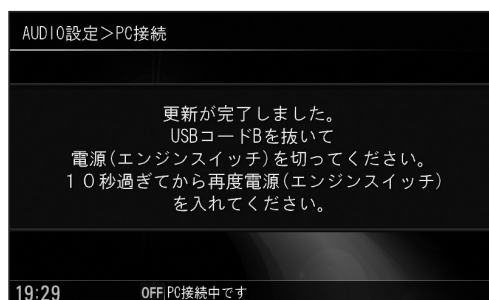 AUDIO設定＞PC接続
更新が完了しました。
USBコードBを抜いて
電源(エンジンスイッチ)を切ってください。
１０秒過ぎてから再度電源(エンジンスイッチ)
を入れてください。
19:29 OFF|PC接続中です